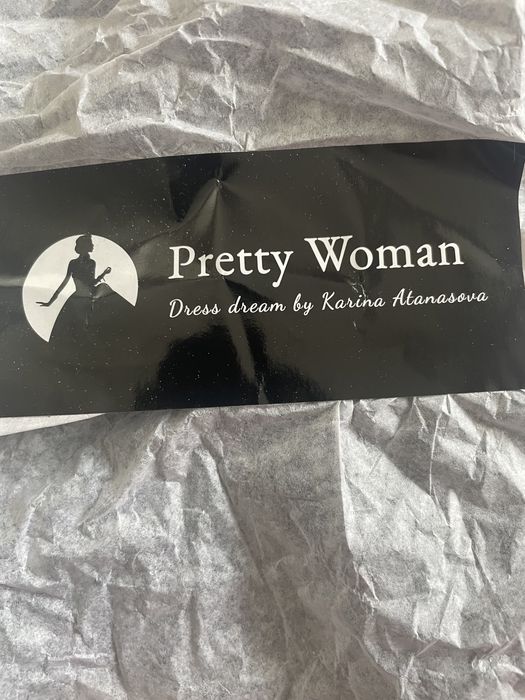 Pretty Woman
Dress dream by Karina Atanasova